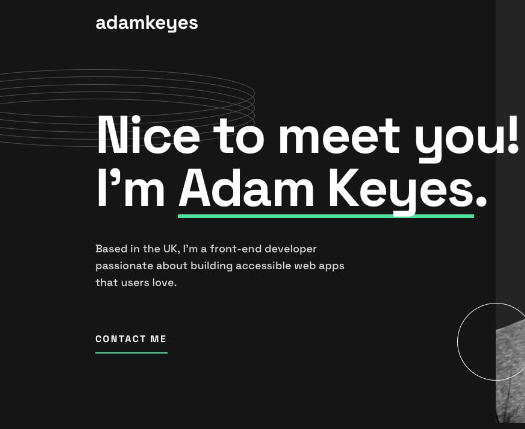 adamkeyes
Nice to meet you!
I’m Adam Keyes.
Based in the UK, I’m a front-end developer
passionate about building accessible web apps
that users love.
CONTACT ME